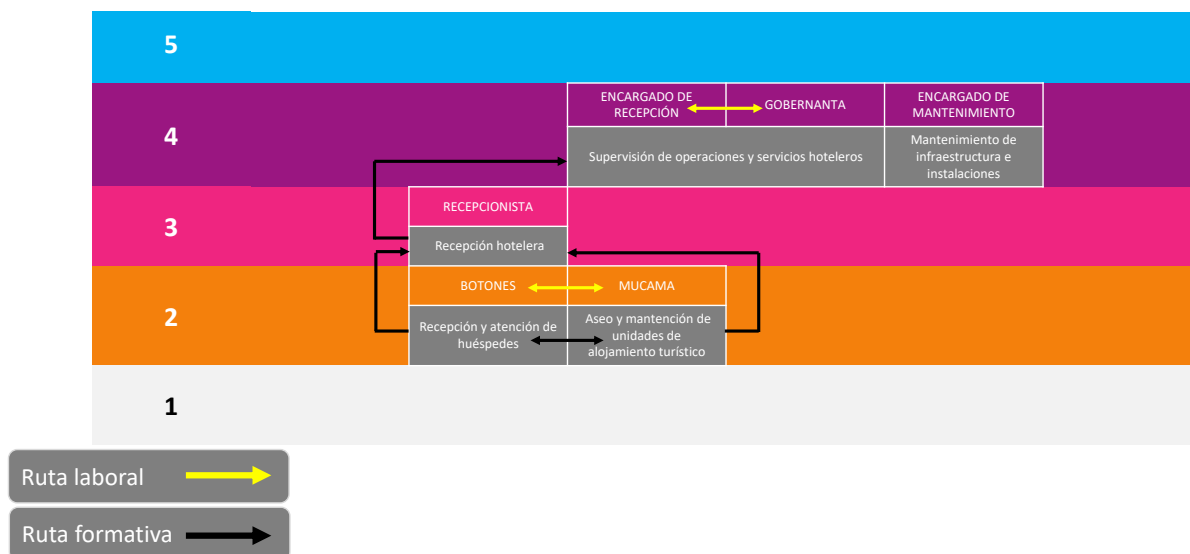 5
4
ENCARGADO DE
RECEPCIÓN
GOBERNANTA
ENCARGADO DE
MANTENIMIENTO
Supervisión de operaciones y servicios hoteleros
Mantenimiento de
infraestructura e
instalaciones
3
RECEPCIONISTA
Recepción hotelera
2
BOTONES
MUCAMA
Recepción y atención de
huéspedes
Aseo y mantención de
unidades de
alojamiento turístico
1
Ruta laboral
Ruta formativa